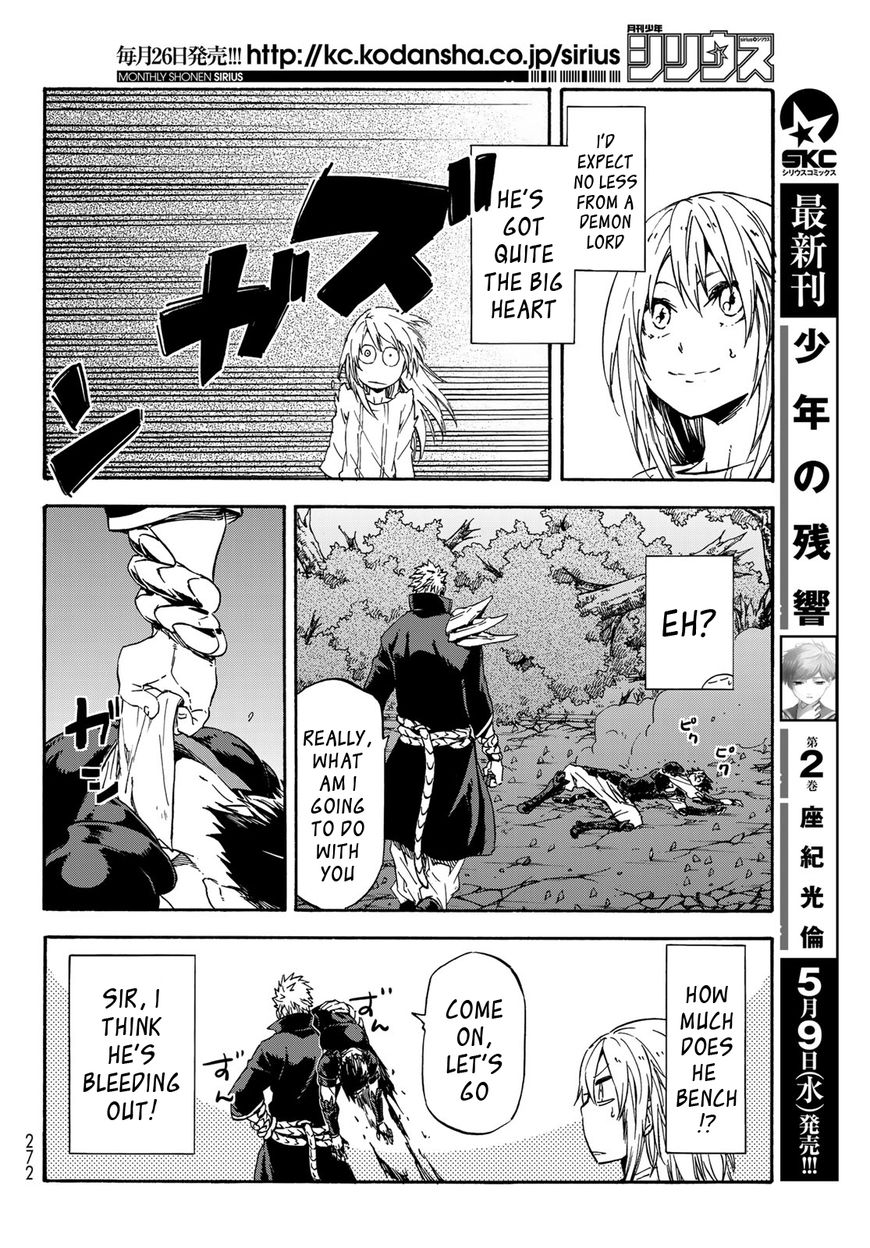 毎月26日発売!!! http://kc.kodansha.co.jp/sirius
MONTHLY SHONEN SIRIUS
月刊少年
シリウス
I'D
EXPECT
NO LESS
FROM A
DEMON
LORD
HE'S
GOT
QUITE
THE BIG
HEART
ズガン
EH?
ピク
ピク
REALLY,
WHAT
AM I
GOING
TO DO
WITH
YOU
ガシ
HOW
MUCH
DOES
HE
BENCH
!?
COME
ON,
LET'S
GO
ずん
ずん
SIR, I
THINK
HE'S
BLEEDING
OUT!
272
SKC
シリウスコミックス
最新刊
少年の残響
第2巻
座紀光倫
5月9日(水)発売!!!